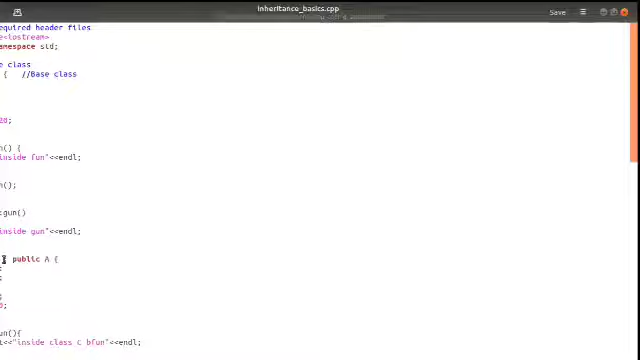 inheritance_basics.cpp
Save
equired header files
e<iostream>
amespace std;
e class
{ //Base class
20;
n() {
inside fun"<<endl;
n();
:gun()
inside gun"<<endl;
: public A {
:
:
;
0;
un(){
t<<"inside class C bfun"<<endl;